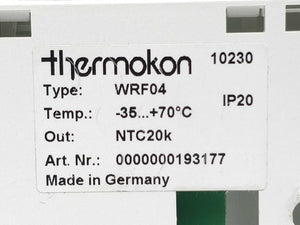 thermokon 10230
Type: WRF04
IP20
Temp.: -35...+70°C
Out: NTC20k
Art. Nr.: 0000000193177
Made in Germany